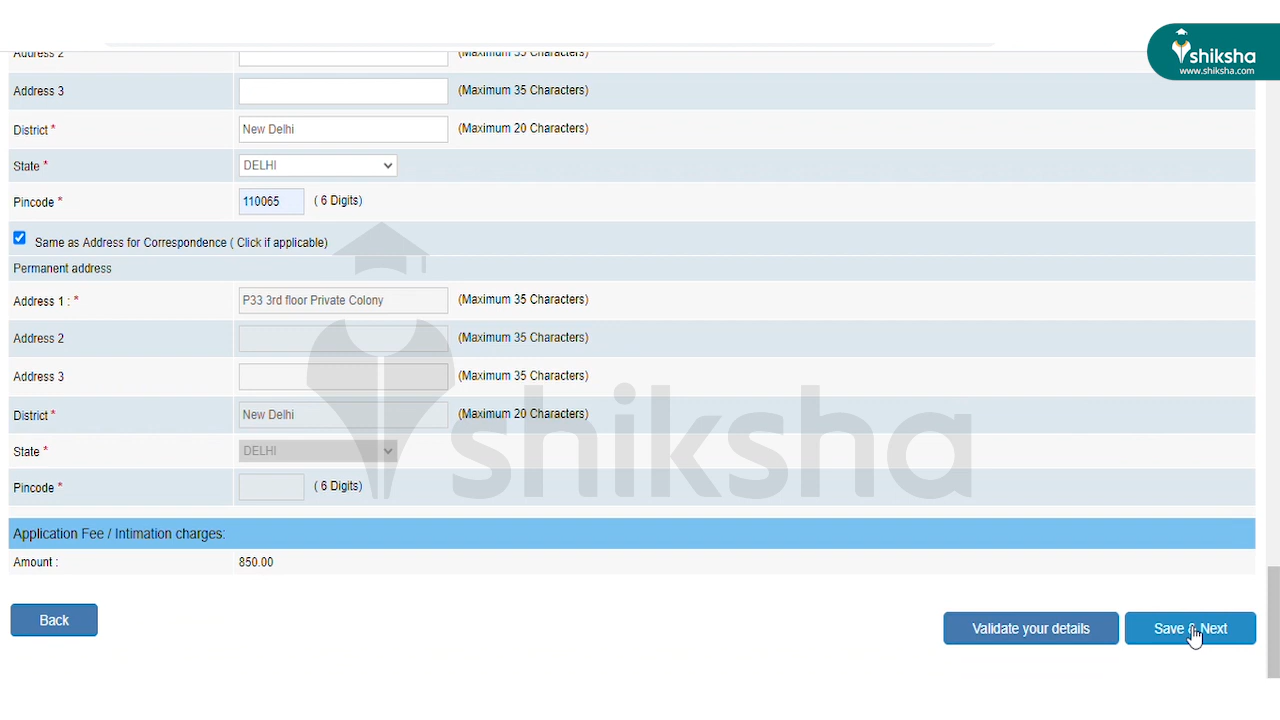 shiksha
www.shiksha.com
Address 2 (Maximum 35 Characters)
Address 3 (Maximum 35 Characters)
District * New Delhi (Maximum 20 Characters)
State * DELHI
Pincode * 110065 ( 6 Digits)
Same as Address for Correspondence ( Click if applicable)
Permanent address
Address 1 : * P33 3rd floor Private Colony (Maximum 35 Characters)
Address 2 (Maximum 35 Characters)
Address 3 (Maximum 35 Characters)
District * New Delhi (Maximum 20 Characters)
State * DELHI
Pincode * ( 6 Digits)
shiksha
Application Fee / Intimation charges:
Amount : 850.00
Back
Validate your details Save & Next